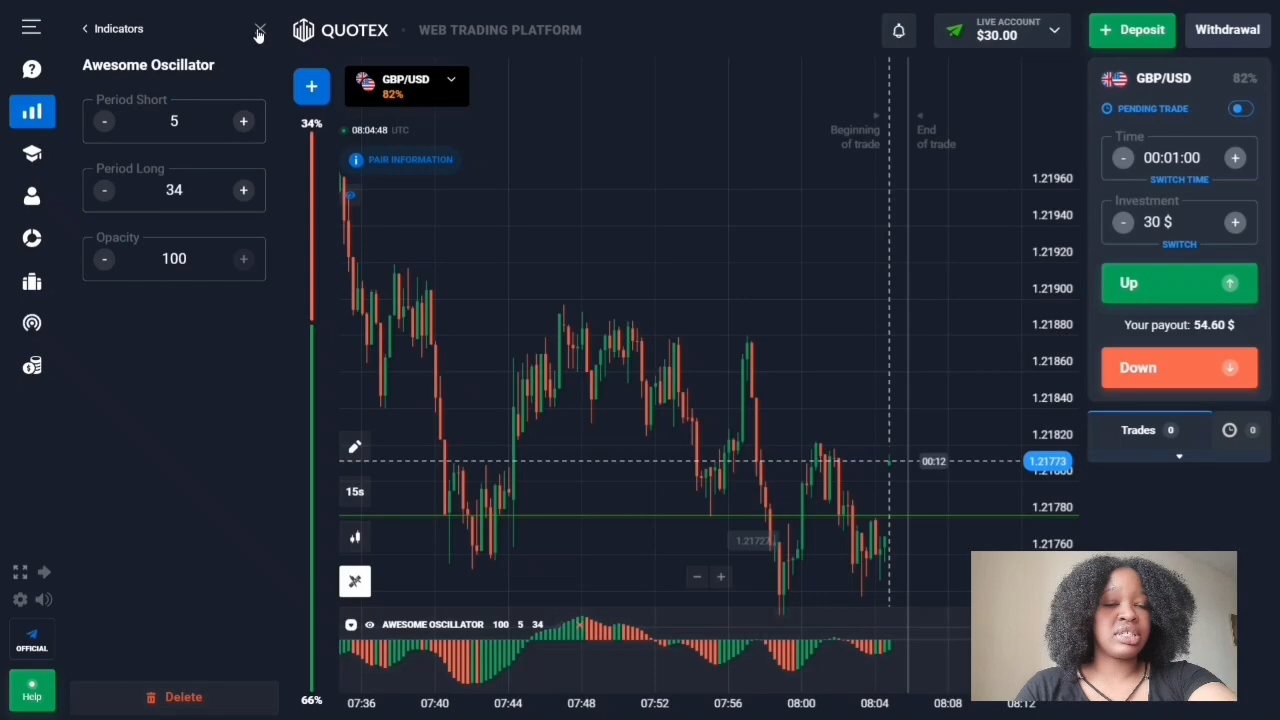 Indicators
Awesome Oscillator
Period Short
- 5 +
Period Long
- 34 +
Opacity
- 100 +
Delete
OFFICIAL
Help
QUOTEX
WEB TRADING PLATFORM
LIVE ACCOUNT
$30.00
+ Deposit
Withdrawal
+
GBP/USD
82%
34%
66%
08:04:48 UTC
PAIR INFORMATION
Beginning
of trade
End
of trade
1.21960
1.21940
1.21920
1.21900
1.21880
1.21860
1.21840
1.21820
1.21773
1.21800
1.21780
1.21760
00:12
15s
- +
AWESOME OSCILLATOR 100 5 34
07:36 07:40 07:44 07:48 07:52 07:56 08:00 08:04 08:08 08:12
GBP/USD 82%
PENDING TRADE
Time
- 00:01:00 +
SWITCH TIME
Investment
- 30 $ +
SWITCH
Up
Your payout: 54.60 $
Down
Trades 0
0